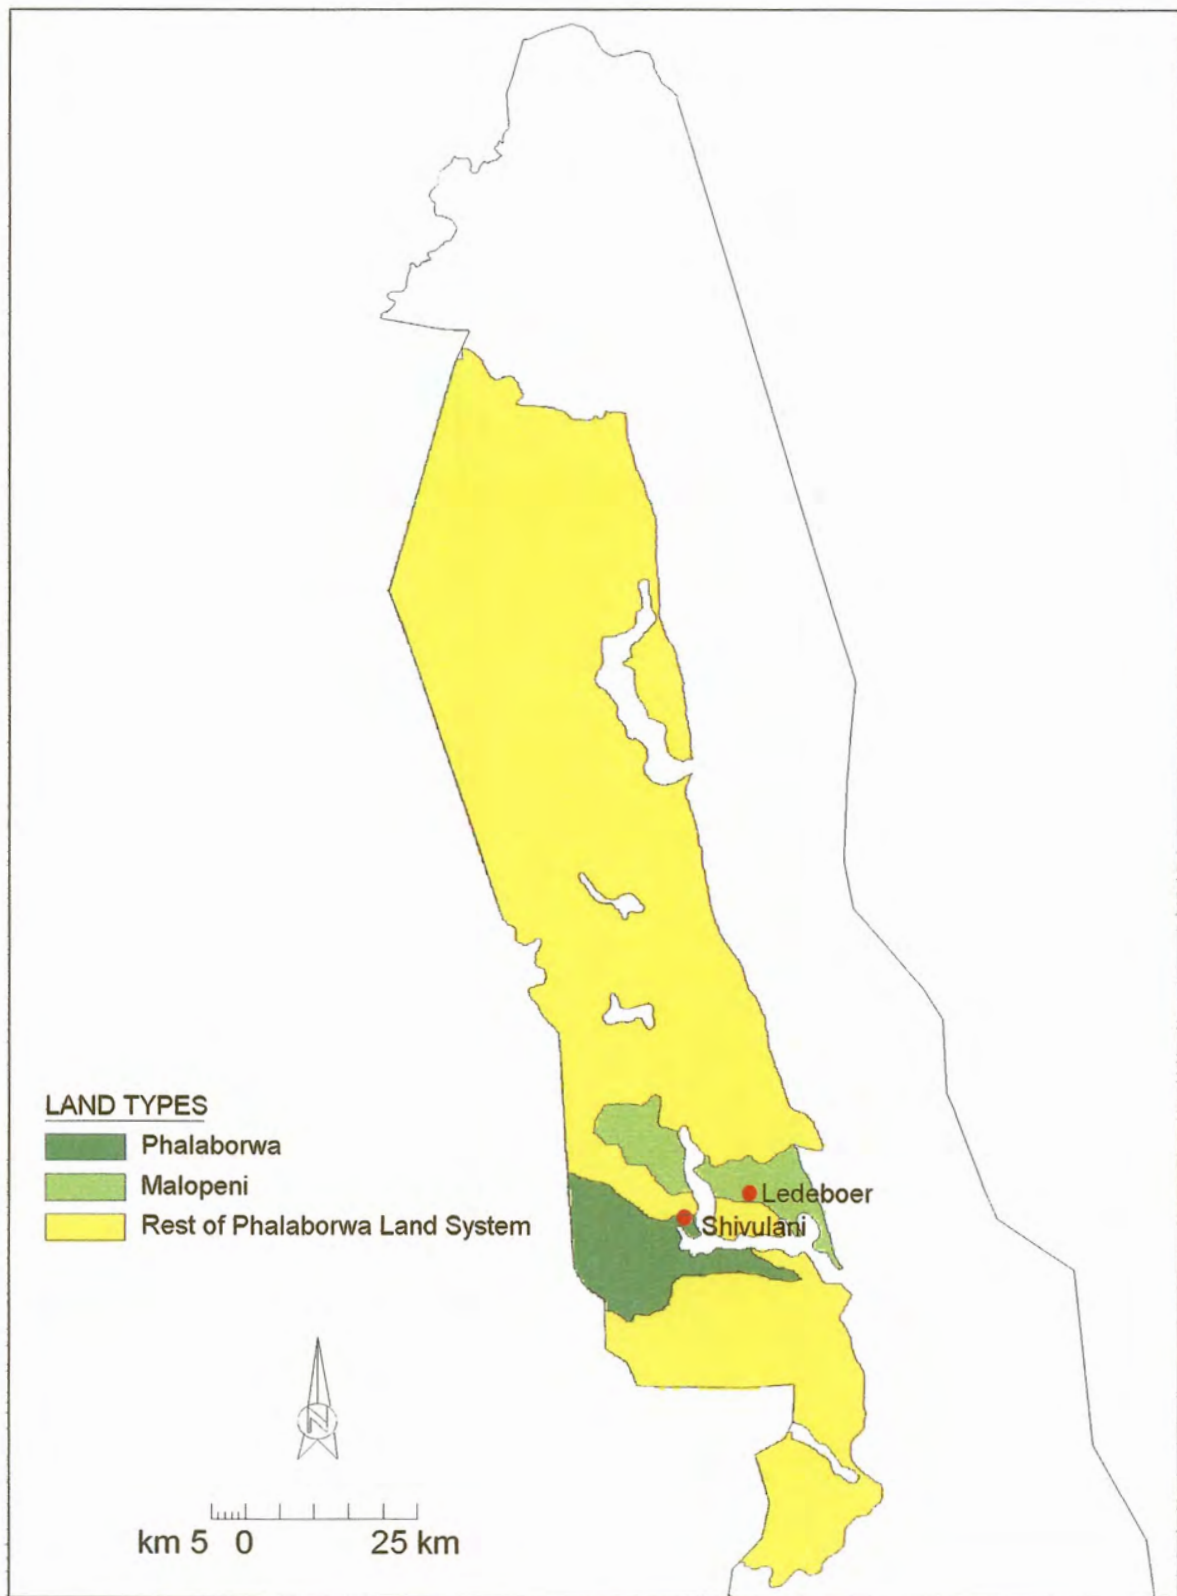 LAND TYPES
Phalaborwa
Malopeni
Rest of Phalaborwa Land System
Ledeboer
Shivulani
N
km 5 0 25 km